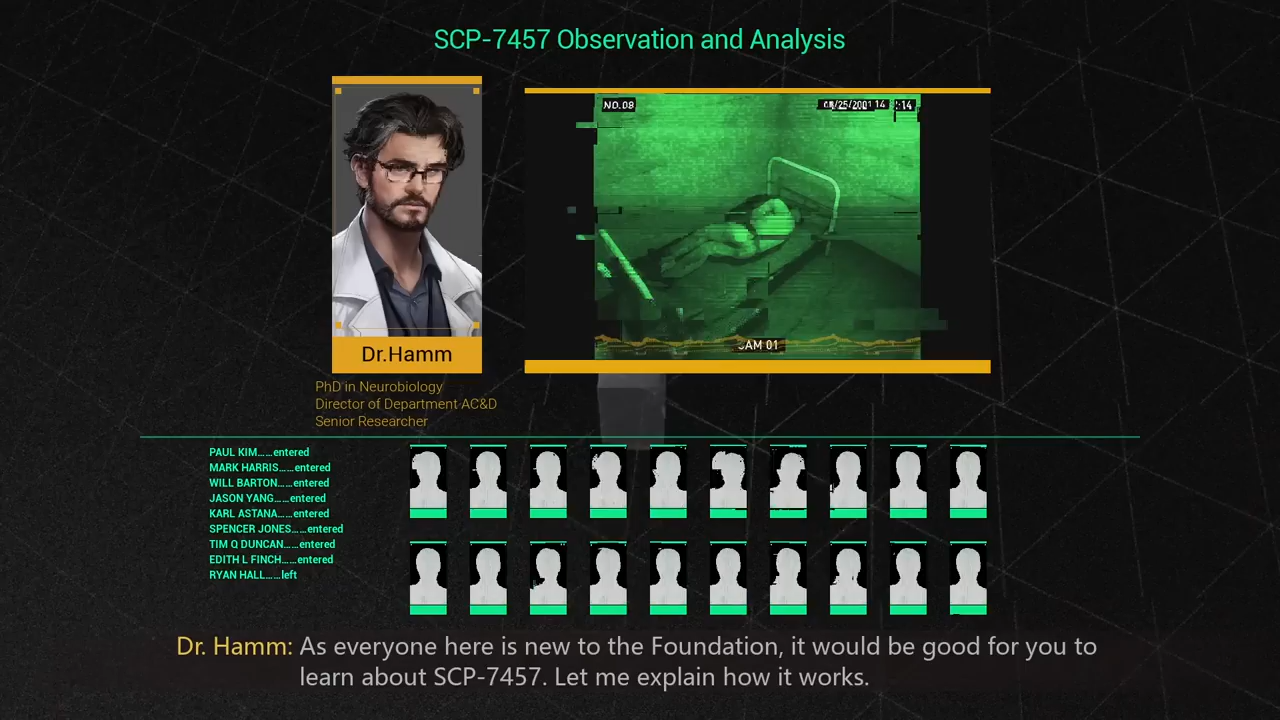 SCP-7457 Observation and Analysis
NO.08
CAM 01
Dr.Hamm
PhD in Neurobiology
Director of Department AC&D
Senior Researcher
PAUL KIM......entered
MARK HARRIS......entered
WILL BARTON......entered
JASON YANG......entered
KARL ASTANA......entered
SPENCER JONES......entered
TIM Q DUNCAN......entered
EDITH L FINCH......entered
RYAN HALL......left
Dr. Hamm: As everyone here is new to the Foundation, it would be good for you to
learn about SCP-7457. Let me explain how it works.